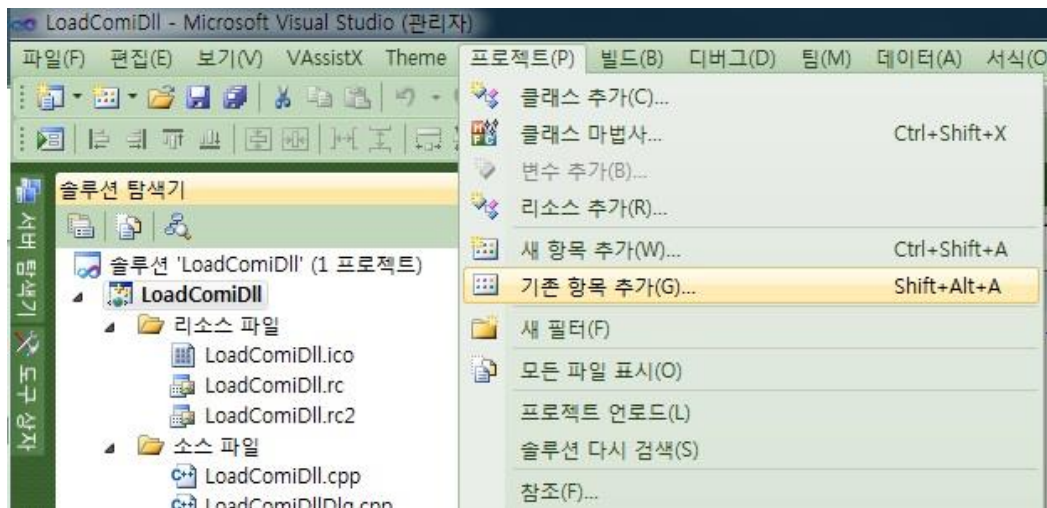 LoadComiDll - Microsoft Visual Studio (관리자)
파일(F) 편집(E) 보기(V) VAssistX Theme 프로젝트(P) 빌드(B) 디버그(D) 팀(M) 데이터(A) 서식(O
클래스 추가(C)...
클래스 마법사... Ctrl+Shift+X
변수 추가(B)...
리소스 추가(R)...
새 항목 추가(W)... Ctrl+Shift+A
기존 항목 추가(G)... Shift+Alt+A
새 필터(F)
모든 파일 표시(O)
프로젝트 언로드(L)
솔루션 다시 검색(S)
참조(F)...
서버 탐색기
도구 상자
솔루션 탐색기
솔루션 'LoadComiDll' (1 프로젝트)
LoadComiDll
리소스 파일
LoadComiDll.ico
LoadComiDll.rc
LoadComiDll.rc2
소스 파일
LoadComiDll.cpp
LoadComiDllDlg.cpp